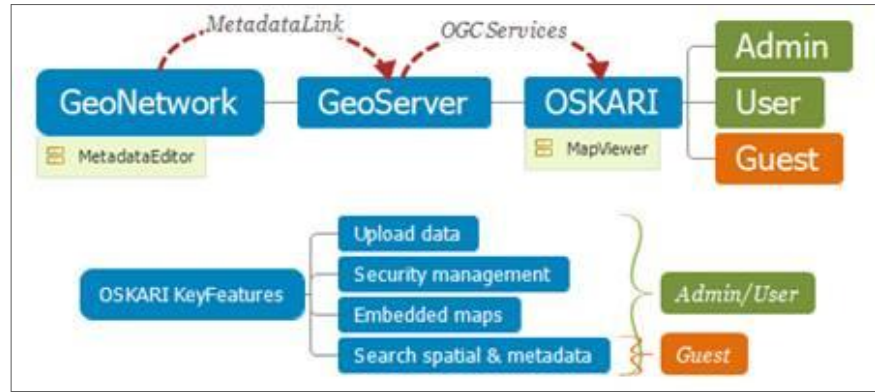 MetadataLink
OGC Services
GeoNetwork
GeoServer
OSKARI
Admin
User
Guest
MetadataEditor
MapViewer
OSKARI KeyFeatures
Upload data
Security management
Embedded maps
Search spatial & metadata
Admin/User
Guest